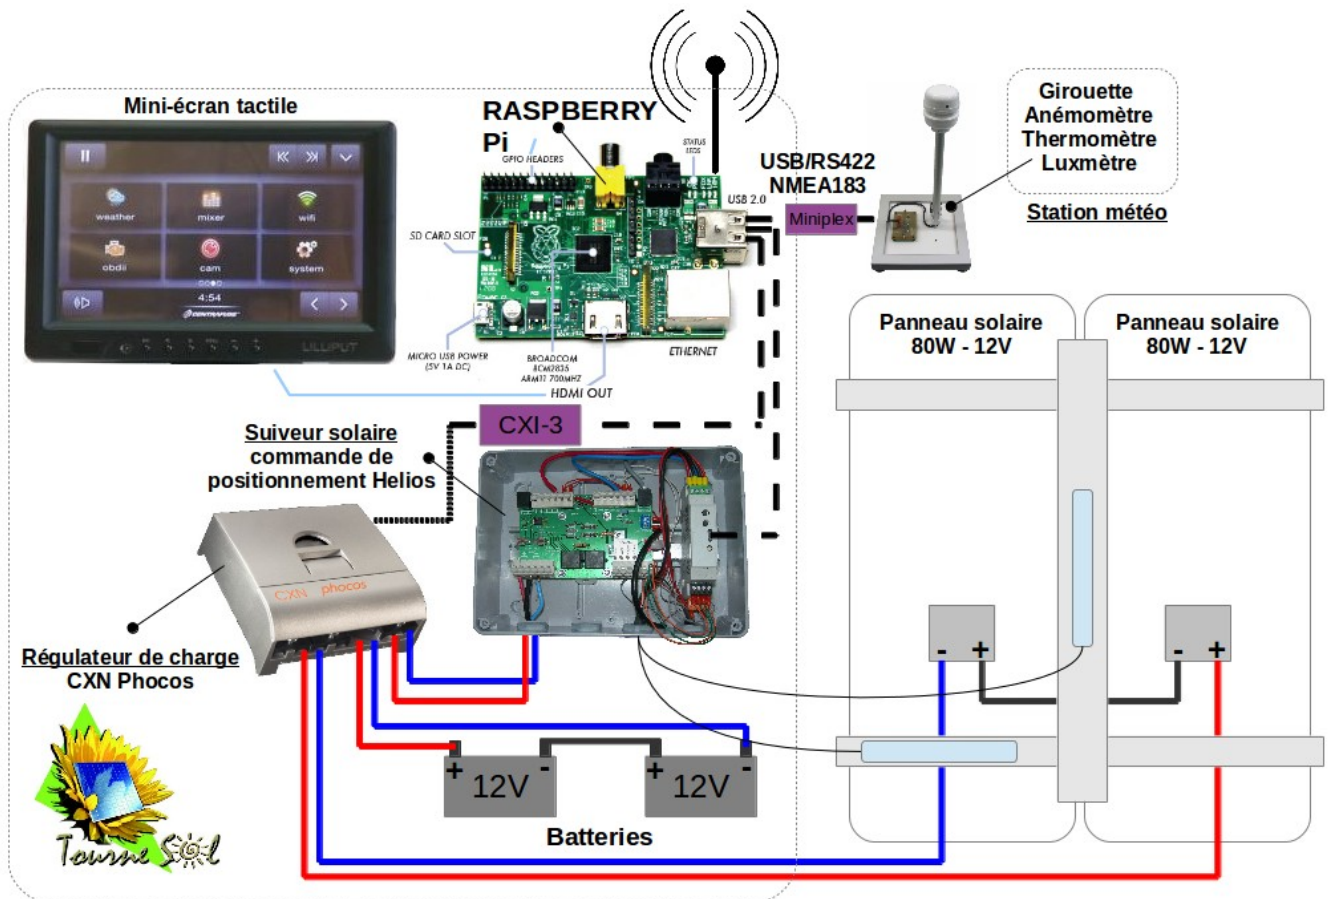 Mini-écran tactile
weather
mixer
wifi
obdii
cam
system
4:54
CENTRAFUSE
LILLIPUT
RASPBERRY
Pi
GPIO HEADERS
STATUS
LEDS
USB 2.0
SD CARD SLOT
MICRO USB POWER
(5V 1A DC)
BROADCOM
BCM2835
ARM11 700MHZ
HDMI OUT
ETHERNET
USB/RS422
NMEA183
Miniplex
Girouette
Anémomètre
Thermomètre
Luxmètre
Station météo
Panneau solaire
80W - 12V
Panneau solaire
80W - 12V
CXI-3
Suiveur solaire
commande de
positionnement Helios
CXN phocos
Régulateur de charge
CXN Phocos
- +
- +
+ 12V -
+ 12V -
Batteries
Tourne Sol